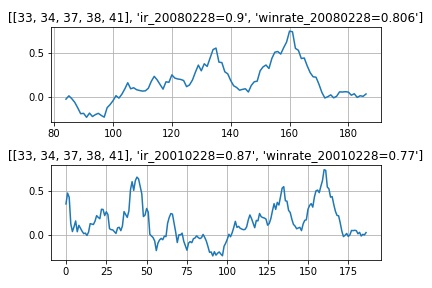 [[33, 34, 37, 38, 41], 'ir_20080228=0.9', 'winrate_20080228=0.806']
0.5
0.0
80 100 120 140 160 180
[[33, 34, 37, 38, 41], 'ir_20010228=0.87', 'winrate_20010228=0.77']
0.5
0.0
0 25 50 75 100 125 150 175